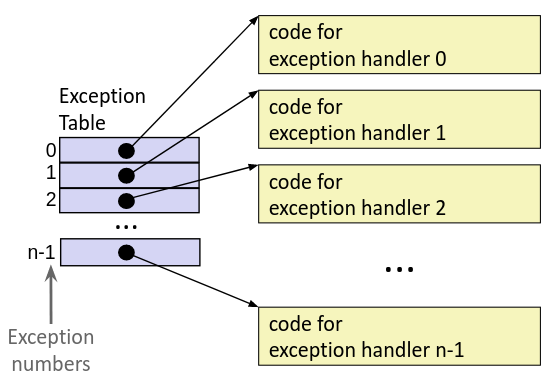 code for
exception handler 0
Exception
Table
code for
exception handler 1
0
1
2
code for
exception handler 2
...
n-1
...
Exception
numbers
code for
exception handler n-1